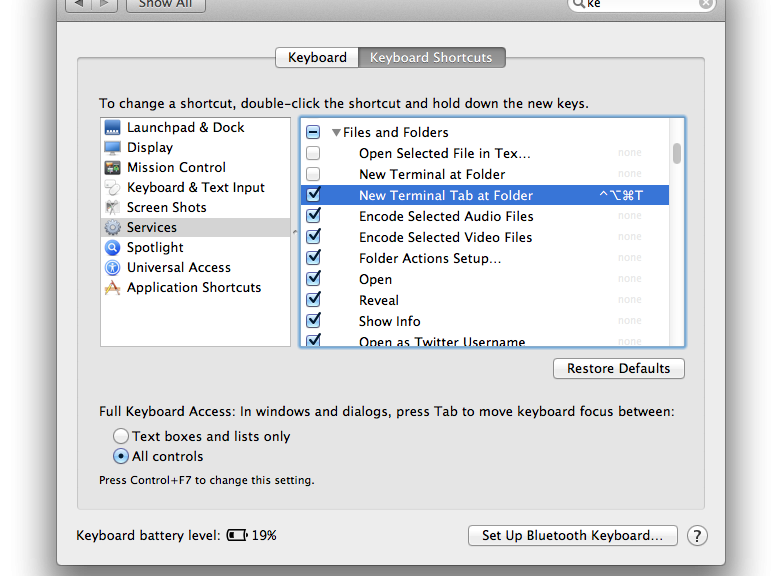 Show All
ke
Keyboard
Keyboard Shortcuts
To change a shortcut, double-click the shortcut and hold down the new keys.
Launchpad & Dock
Display
Mission Control
Keyboard & Text Input
Screen Shots
Services
Spotlight
Universal Access
Application Shortcuts
Files and Folders
Open Selected File in Tex... none
New Terminal at Folder none
New Terminal Tab at Folder ^⌥⌘T
Encode Selected Audio Files none
Encode Selected Video Files none
Folder Actions Setup... none
Open none
Reveal none
Show Info none
Open as Twitter Username none
Restore Defaults
Full Keyboard Access: In windows and dialogs, press Tab to move keyboard focus between:
Text boxes and lists only
All controls
Press Control+F7 to change this setting.
Keyboard battery level: 19%
Set Up Bluetooth Keyboard... ?